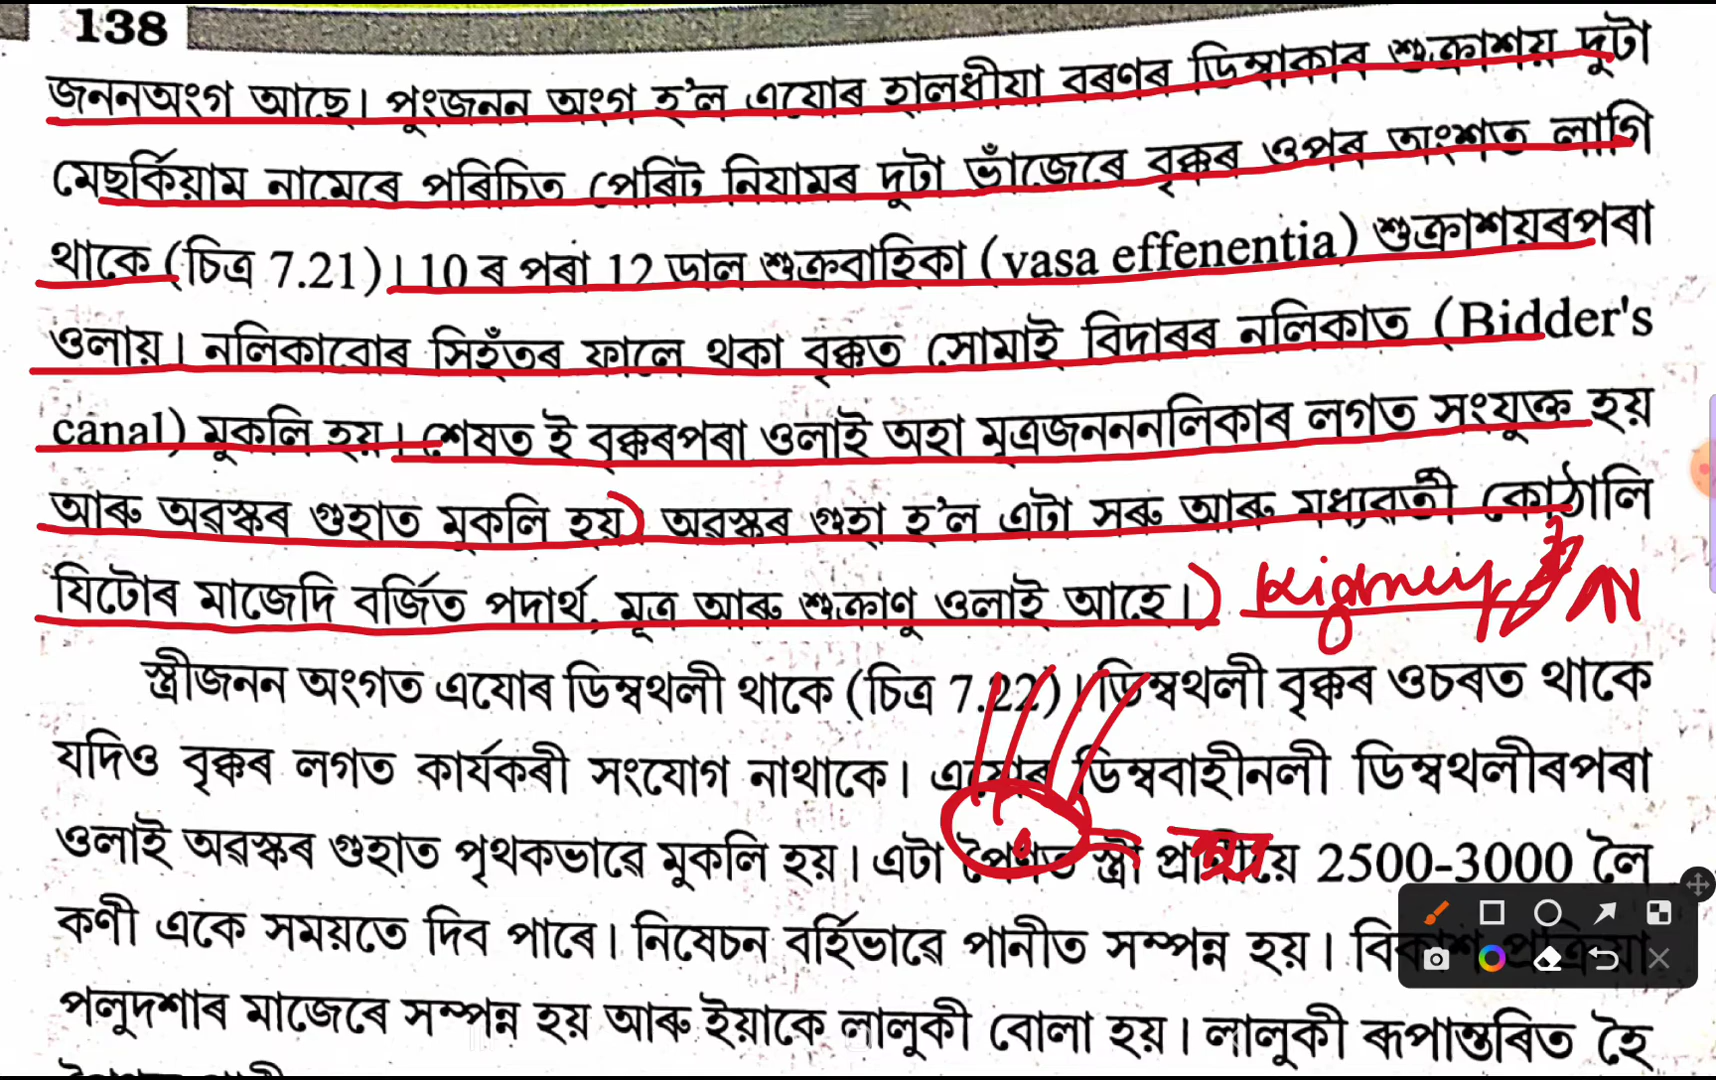 138
জননঅংগ আছে। পুংজনন অংগ হ'ল এযোৰ হালধীয়া বৰণৰ ডিম্বাকাৰ শুক্ৰাশয় দুটা
মেছৰ্কিয়াম নামেৰে পৰিচিত পেৰিট নিয়ামৰ দুটা ভাঁজেৰে বৃক্কৰ ওপৰ অংশত লাগি
থাকে (চিত্ৰ 7.21)। 10 ৰ পৰা 12 ডাল শুক্ৰবাহিকা (vasa effenentia) শুক্ৰাশয়ৰপৰা
ওলায়। নলিকাবোৰ সিহঁতৰ ফালে থকা বৃক্কত সোমাই বিদাৰৰ নলিকাত (Bidder's
canal) মুকলি হয়। শেষত ই বৃক্কৰপৰা ওলাই অহা মূত্ৰজনননলিকাৰ লগত সংযুক্ত হয়
আৰু অৱস্কৰ গুহাত মুকলি হয়। অৱস্কৰ গুহা হ'ল এটা সৰু আৰু মধ্যৱৰ্তী কোঠালি
যিটোৰ মাজেদি বৰ্জিত পদাৰ্থ, মূত্ৰ আৰু শুক্ৰাণু ওলাই আহে।
স্ত্ৰীজনন অংগত এযোৰ ডিম্বথলী থাকে (চিত্ৰ 7.22)। ডিম্বথলী বৃক্কৰ ওচৰত থাকে
যদিও বৃক্কৰ লগত কাৰ্যকৰী সংযোগ নাথাকে। এযোৰ ডিম্ববাহীনলী ডিম্বথলীৰপৰা
ওলাই অৱস্কৰ গুহাত পৃথকভাৱে মুকলি হয়। এটা পৈণত স্ত্ৰী প্ৰাণীয়ে 2500-3000 লৈ
কণী একে সময়তে দিব পাৰে। নিষেচন বৰ্হিভাৱে পানীত সম্পন্ন হয়। বিকাশ প্ৰক্ৰিয়া
পলুদশাৰ মাজেৰে সম্পন্ন হয় আৰু ইয়াকে লালুকী বোলা হয়। লালুকী ৰূপান্তৰিত হৈ